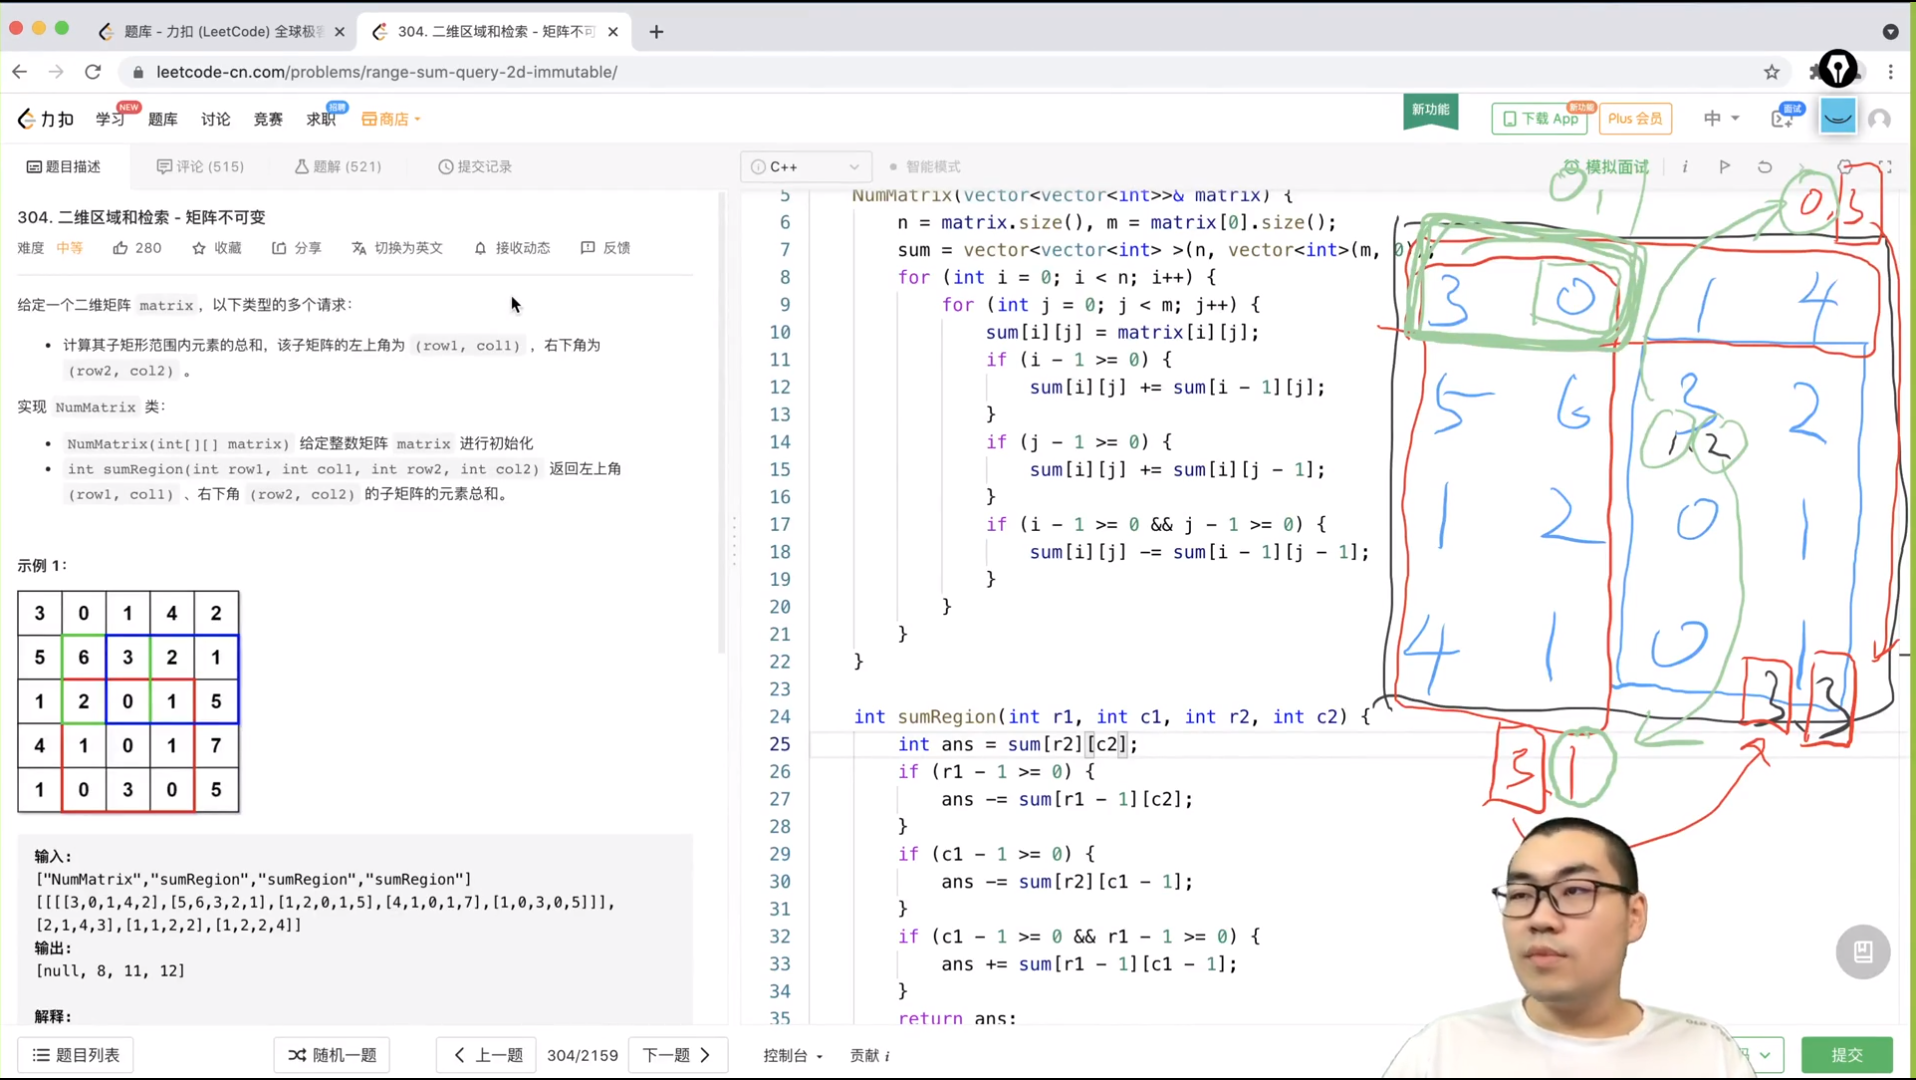 题库 - 力扣 (LeetCode) 全球极客
304. 二维区域和检索 - 矩阵不可
leetcode-cn.com/problems/range-sum-query-2d-immutable/
力扣 学习 NEW 题库 讨论 竞赛 求职 招聘 商店 新功能 下载 App 新功能 Plus 会员 中 面试
题目描述 评论 (515) 题解 (521) 提交记录
i C++ 智能模式 模拟面试 i
304. 二维区域和检索 - 矩阵不可变
难度 中等 280 收藏 分享 切换为英文 接收动态 反馈
给定一个二维矩阵 matrix，以下类型的多个请求：
计算其子矩形范围内元素的总和，该子矩阵的左上角为 (row1, col1) ，右下角为
(row2, col2) 。
实现 NumMatrix 类：
NumMatrix(int[][] matrix) 给定整数矩阵 matrix 进行初始化
int sumRegion(int row1, int col1, int row2, int col2) 返回左上角
(row1, col1) 、右下角 (row2, col2) 的子矩阵的元素总和。
示例 1：
3 0 1 4 2
5 6 3 2 1
1 2 0 1 5
4 1 0 1 7
1 0 3 0 5
输入:
["NumMatrix","sumRegion","sumRegion","sumRegion"]
[[[[3,0,1,4,2],[5,6,3,2,1],[1,2,0,1,5],[4,1,0,1,7],[1,0,3,0,5]]],
[2,1,4,3],[1,1,2,2],[1,2,2,4]]
输出:
[null, 8, 11, 12]
解释:
5 NumMatrix(vector<vector<int>>& matrix) {
6 n = matrix.size(), m = matrix[0].size();
7 sum = vector<vector<int> >(n, vector<int>(m, 0));
8 for (int i = 0; i < n; i++) {
9 for (int j = 0; j < m; j++) {
10 sum[i][j] = matrix[i][j];
11 if (i - 1 >= 0) {
12 sum[i][j] += sum[i - 1][j];
13 }
14 if (j - 1 >= 0) {
15 sum[i][j] += sum[i][j - 1];
16 }
17 if (i - 1 >= 0 && j - 1 >= 0) {
18 sum[i][j] -= sum[i - 1][j - 1];
19 }
20 }
21 }
22 }
23
24 int sumRegion(int r1, int c1, int r2, int c2) {
25 int ans = sum[r2][c2];
26 if (r1 - 1 >= 0) {
27 ans -= sum[r1 - 1][c2];
28 }
29 if (c1 - 1 >= 0) {
30 ans -= sum[r2][c1 - 1];
31 }
32 if (c1 - 1 >= 0 && r1 - 1 >= 0) {
33 ans += sum[r1 - 1][c1 - 1];
34 }
35 return ans;
0,1
0,3
3 0 1 4
5 6 3 2
1,2
1 2 0 1
4 1 0 1
3 3
3 1
题目列表 随机一题 上一题 304/2159 下一题 控制台 贡献 i 提交